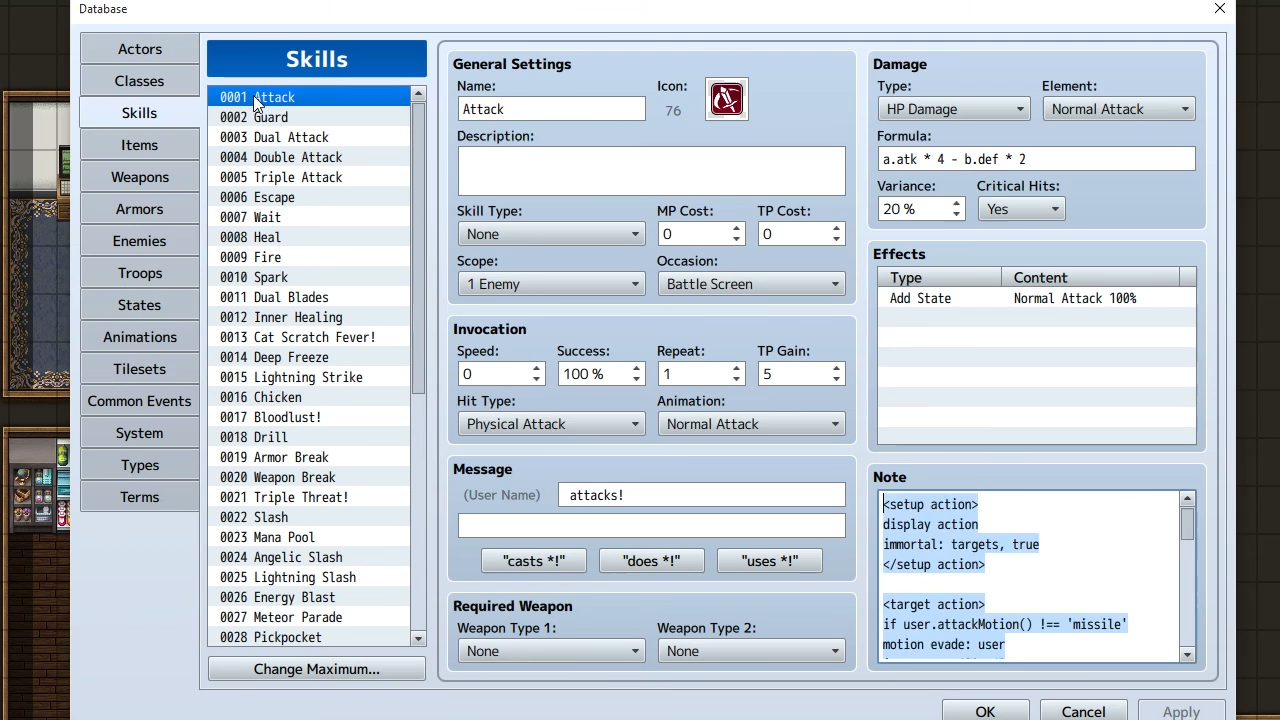 Database
Actors
Classes
Skills
Items
Weapons
Armors
Enemies
Troops
States
Animations
Tilesets
Common Events
System
Types
Terms
Skills
0001 Attack
0002 Guard
0003 Dual Attack
0004 Double Attack
0005 Triple Attack
0006 Escape
0007 Wait
0008 Heal
0009 Fire
0010 Spark
0011 Dual Blades
0012 Inner Healing
0013 Cat Scratch Fever!
0014 Deep Freeze
0015 Lightning Strike
0016 Chicken
0017 Bloodlust!
0018 Drill
0019 Armor Break
0020 Weapon Break
0021 Triple Threat!
0022 Slash
0023 Mana Pool
0024 Angelic Slash
0025 Lightning Slash
0026 Energy Blast
0027 Meteor Parade
0028 Pickpocket
Change Maximum...
General Settings
Name: Icon:
Attack 76
Description:
Skill Type: MP Cost: TP Cost:
None 0 0
Scope: Occasion:
1 Enemy Battle Screen
Invocation
Speed: Success: Repeat: TP Gain:
0 100 % 1 5
Hit Type: Animation:
Physical Attack Normal Attack
Message
(User Name) attacks!
"casts *!" "does *!" "uses *!"
Required Weapon
Weapon Type 1: Weapon Type 2:
None None
Damage
Type: Element:
HP Damage Normal Attack
Formula:
a.atk * 4 - b.def * 2
Variance: Critical Hits:
20 % Yes
Effects
Type Content
Add State Normal Attack 100%
Note
<setup action>
display action
immortal: targets, true
</setup action>
<target action>
if user.attackMotion() !== 'missile'
motion evade: user
OK Cancel Apply